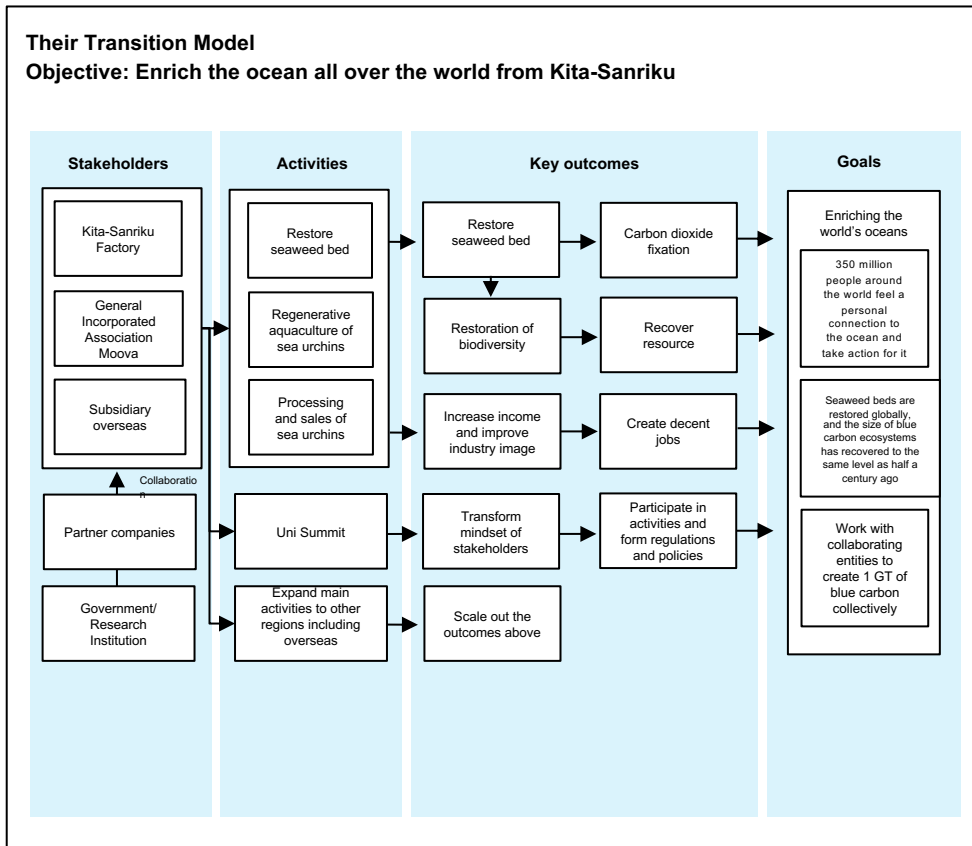 Their Transition Model
Objective: Enrich the ocean all over the world from Kita-Sanriku
Stakeholders
Kita-Sanriku
Factory
General
Incorporated
Association
Moova
Subsidiary
overseas
Collaboratio
n
Partner companies
Government/
Research
Institution
Activities
Restore
seaweed bed
Regenerative
aquaculture of
sea urchins
Processing
and sales of
sea urchins
Uni Summit
Expand main
activities to other
regions including
overseas
Key outcomes
Restore
seaweed bed
Carbon dioxide
fixation
Restoration of
biodiversity
Recover
resource
Increase income
and improve
industry image
Create decent
jobs
Transform
mindset of
stakeholders
Participate in
activities and
form regulations
and policies
Scale out the
outcomes above
Goals
Enriching the
world's oceans
350 million
people around
the world feel a
personal
connection to
the ocean and
take action for it
Seaweed beds are
restored globally,
and the size of blue
carbon ecosystems
has recovered to the
same level as half a
century ago
Work with
collaborating
entities to
create 1 GT of
blue carbon
collectively